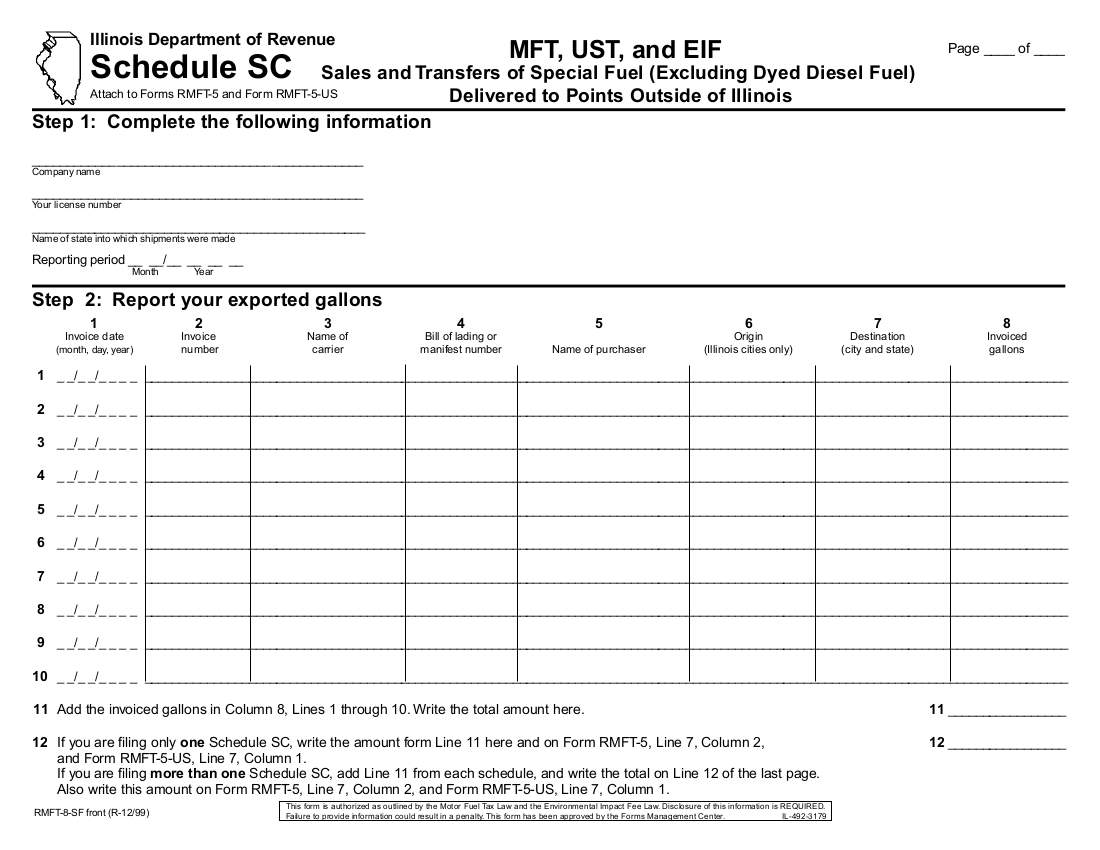 Illinois Department of Revenue
Schedule SC
Attach to Forms RMFT-5 and Form RMFT-5-US
MFT, UST, and EIF
Sales and Transfers of Special Fuel (Excluding Dyed Diesel Fuel)
Delivered to Points Outside of Illinois
Page ____ of ____
Step 1: Complete the following information
Company name
Your license number
Name of state into which shipments were made
Reporting period __ __/__ __ __ __
Month Year
Step 2: Report your exported gallons
1 2 3 4 5 6 7 8
Invoice date Invoice Name of Bill of lading or Origin Destination Invoiced
(month, day, year) number carrier manifest number Name of purchaser (Illinois cities only) (city and state) gallons
1 _ _/_ _/_ _ _ _
2 _ _/_ _/_ _ _ _
3 _ _/_ _/_ _ _ _
4 _ _/_ _/_ _ _ _
5 _ _/_ _/_ _ _ _
6 _ _/_ _/_ _ _ _
7 _ _/_ _/_ _ _ _
8 _ _/_ _/_ _ _ _
9 _ _/_ _/_ _ _ _
10 _ _/_ _/_ _ _ _
11 Add the invoiced gallons in Column 8, Lines 1 through 10. Write the total amount here. 11 ________________
12 If you are filing only one Schedule SC, write the amount form Line 11 here and on Form RMFT-5, Line 7, Column 2, 12 ________________
and Form RMFT-5-US, Line 7, Column 1.
If you are filing more than one Schedule SC, add Line 11 from each schedule, and write the total on Line 12 of the last page.
Also write this amount on Form RMFT-5, Line 7, Column 2, and Form RMFT-5-US, Line 7, Column 1.
RMFT-8-SF front (R-12/99)
This form is authorized as outlined by the Motor Fuel Tax Law and the Environmental Impact Fee Law. Disclosure of this information is REQUIRED.
Failure to provide information could result in a penalty. This form has been approved by the Forms Management Center. IL-492-3179